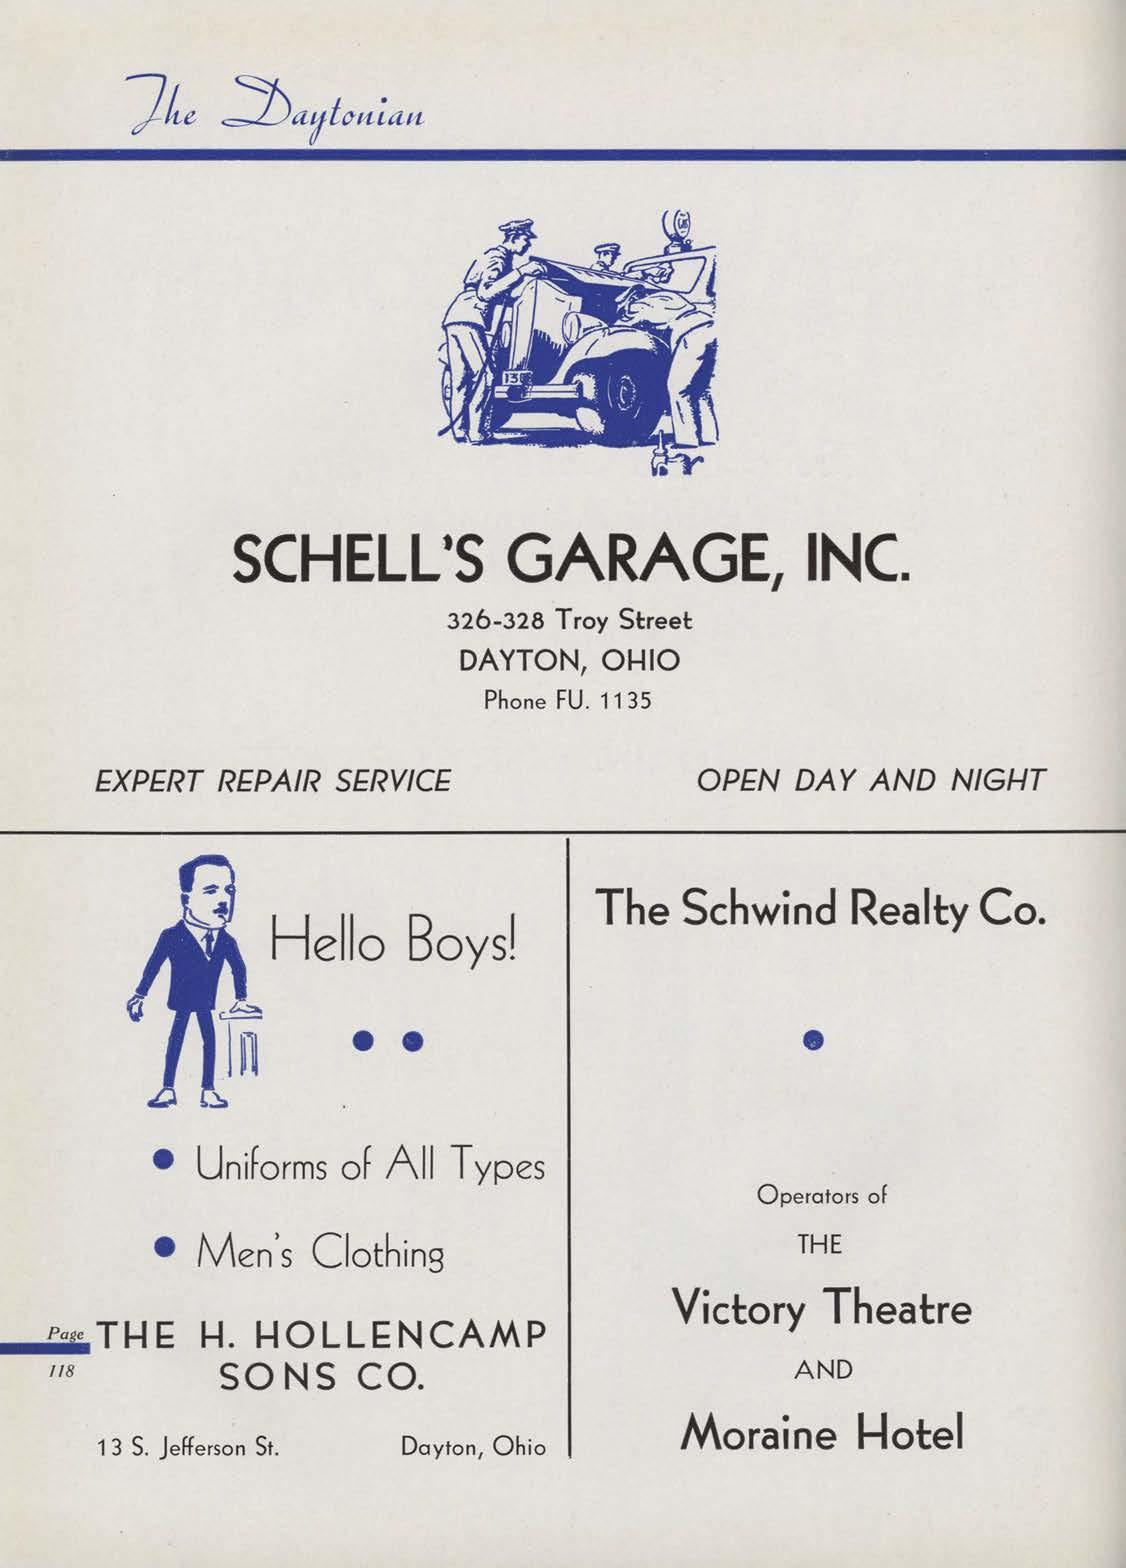 The Daytonian
SCHELL'S GARAGE, INC.
326-328 Troy Street
DAYTON, OHIO
Phone FU. 1135
EXPERT REPAIR SERVICE
OPEN DAY AND NIGHT
Hello Boys!
• Uniforms of All Types
• Men's Clothing
THE H. HOLLENCAMP
SONS CO.
13 S. Jefferson St. Dayton, Ohio
The Schwind Realty Co.
Operators of
THE
Victory Theatre
AND
Moraine Hotel
Page
118